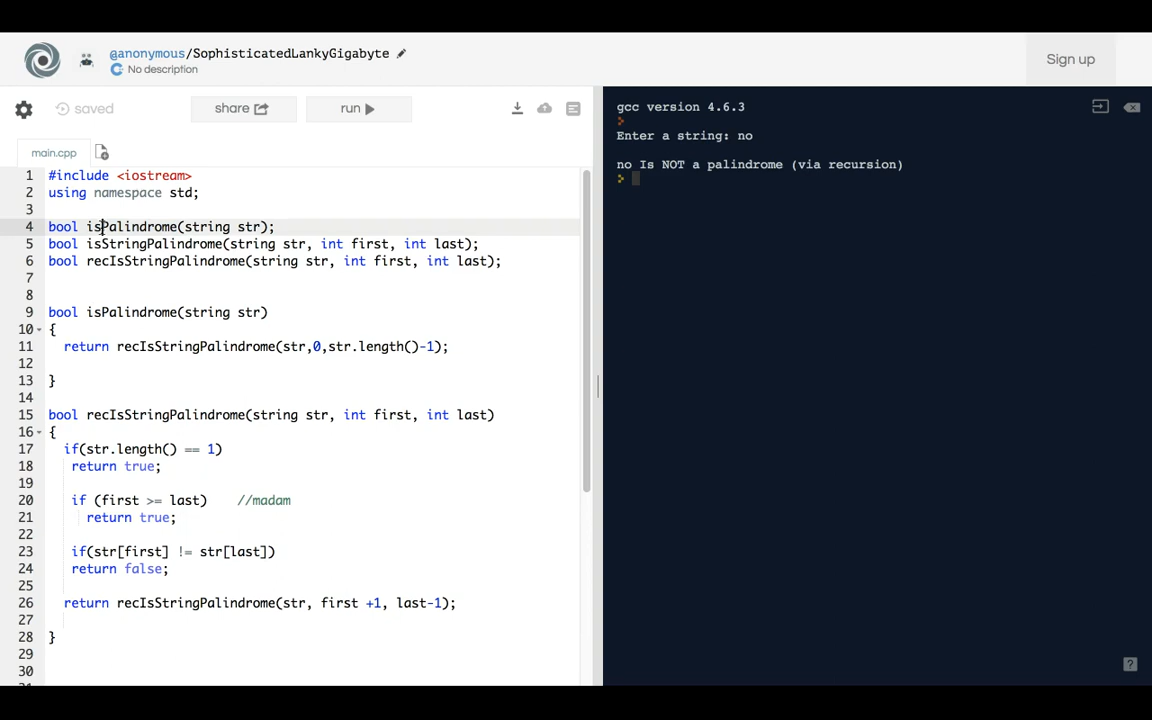 @anonymous/SophisticatedLankyGigabyte
No description
Sign up
saved
share
run
main.cpp
1 #include <iostream>
2 using namespace std;
3
4 bool isPalindrome(string str);
5 bool isStringPalindrome(string str, int first, int last);
6 bool recIsStringPalindrome(string str, int first, int last);
7
8
9 bool isPalindrome(string str)
10 {
11 return recIsStringPalindrome(str,0,str.length()-1);
12
13 }
14
15 bool recIsStringPalindrome(string str, int first, int last)
16 {
17 if(str.length() == 1)
18 return true;
19
20 if (first >= last) //madam
21 return true;
22
23 if(str[first] != str[last])
24 return false;
25
26 return recIsStringPalindrome(str, first +1, last-1);
27
28 }
29
30
gcc version 4.6.3
Enter a string: no
no Is NOT a palindrome (via recursion)
?